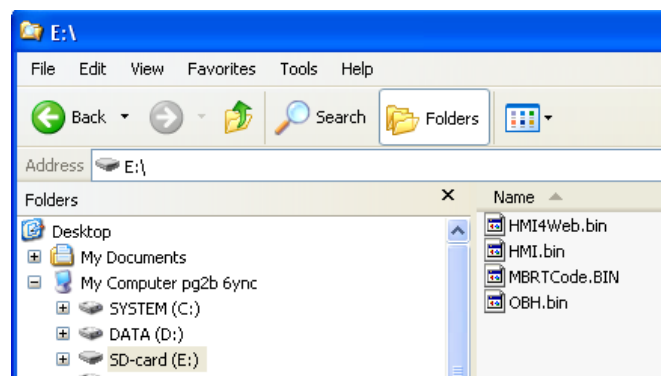 E:\
File Edit View Favorites Tools Help
Back Search Folders
Address E:\
Folders X Name
Desktop
My Documents
My Computer pg2b 6ync
SYSTEM (C:)
DATA (D:)
SD-card (E:)
HMI4Web.bin
HMI.bin
MBRTCode.BIN
OBH.bin